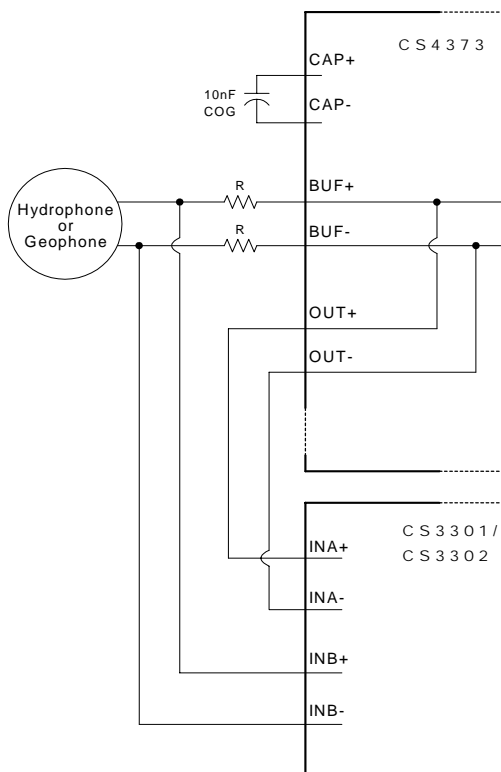 CS4373
CAP+
10nF
COG
CAP-
Hydrophone
or
Geophone
R
BUF+
R
BUF-
OUT+
OUT-
CS3301/
CS3302
INA+
INA-
INB+
INB-